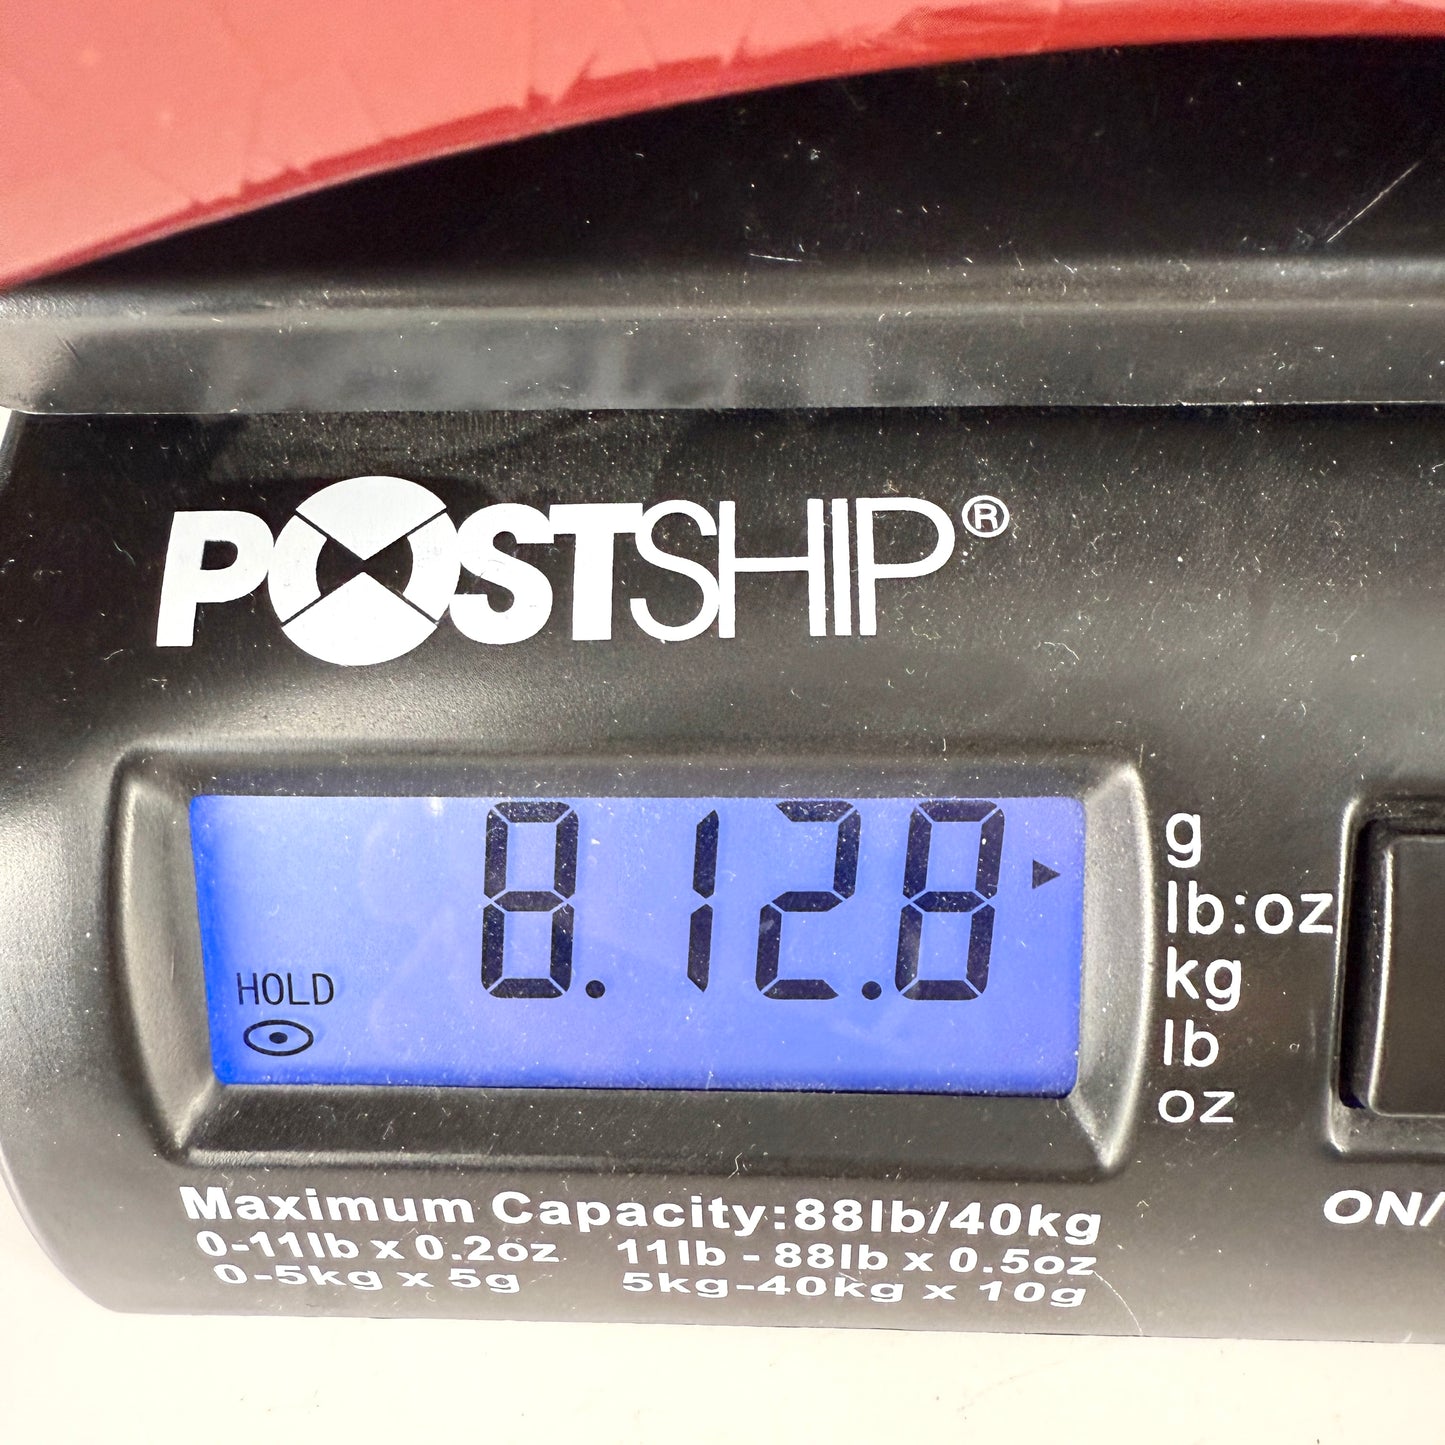 POSTSHIP®
8.12.8
HOLD
g
lb:oz
kg
lb
oz
Maximum Capacity:88lb/40kg
0-11lb x 0.2oz 11lb - 88lb x 0.5oz
0-5kg x 5g 5kg-40kg x 10g
ON/